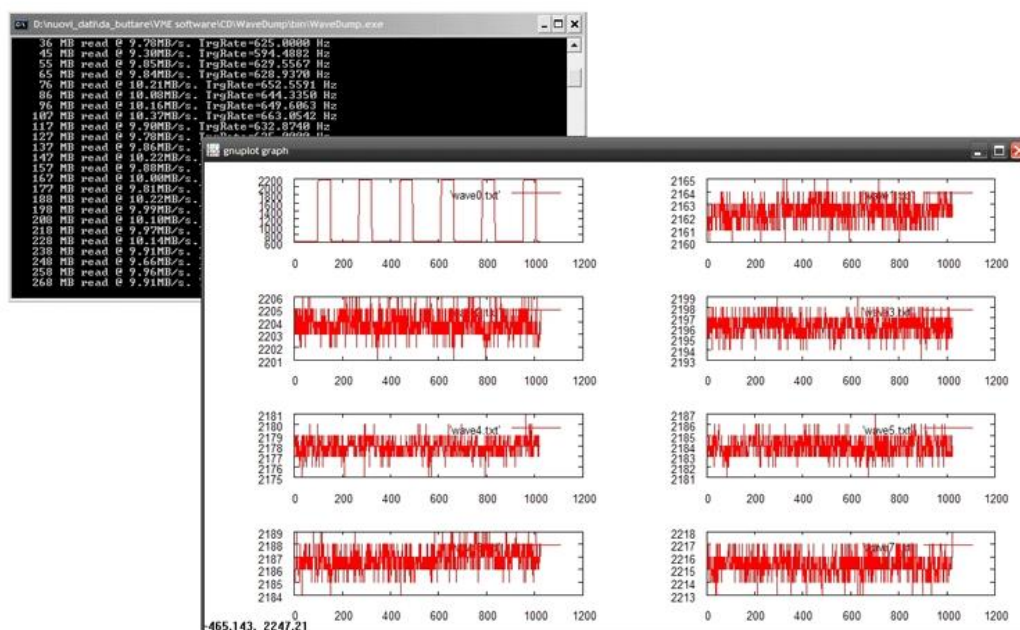 D:\nuovi_dati\da_buttare\VME software\CD\WaveDump\bin\WaveDump.exe
36 MB read @ 9.78MB/s. TrgRate=625.0000 Hz
45 MB read @ 9.30MB/s. TrgRate=594.4882 Hz
55 MB read @ 9.85MB/s. TrgRate=629.5567 Hz
65 MB read @ 9.84MB/s. TrgRate=628.9370 Hz
76 MB read @ 10.21MB/s. TrgRate=652.5591 Hz
86 MB read @ 10.08MB/s. TrgRate=644.3350 Hz
96 MB read @ 10.16MB/s. TrgRate=649.6063 Hz
107 MB read @ 10.37MB/s. TrgRate=663.0542 Hz
117 MB read @ 9.90MB/s. TrgRate=632.8740 Hz
127 MB read @ 9.78MB/s. TrgRate=625.0000 Hz
137 MB read @ 9.86MB/s.
147 MB read @ 10.22MB/s.
157 MB read @ 9.88MB/s.
167 MB read @ 10.00MB/s.
177 MB read @ 9.81MB/s.
188 MB read @ 10.22MB/s.
198 MB read @ 9.99MB/s.
208 MB read @ 10.10MB/s.
218 MB read @ 9.97MB/s.
228 MB read @ 10.14MB/s.
238 MB read @ 9.91MB/s.
248 MB read @ 9.66MB/s.
258 MB read @ 9.96MB/s.
268 MB read @ 9.91MB/s.
gnuplot graph
'wave0.txt'
2200
2000
1800
1600
1400
1200
1000
800
600
0 200 400 600 800 1000 1200
2165
2164
2163
2162
2161
2160
0 200 400 600 800 1000 1200
2206
2205
2204
2203
2202
2201
0 200 400 600 800 1000 1200
'wave3.txt'
2199
2198
2197
2196
2195
2194
2193
0 200 400 600 800 1000 1200
'wave4.txt'
2181
2180
2179
2178
2177
2176
2175
0 200 400 600 800 1000 1200
'wave5.txt'
2187
2186
2185
2184
2183
2182
2181
0 200 400 600 800 1000 1200
2189
2188
2187
2186
2185
2184
0 200 400 600 800 1000 1200
'wave7.txt'
2218
2217
2216
2215
2214
2213
0 200 400 600 800 1000 1200
-465.143, 2247.21